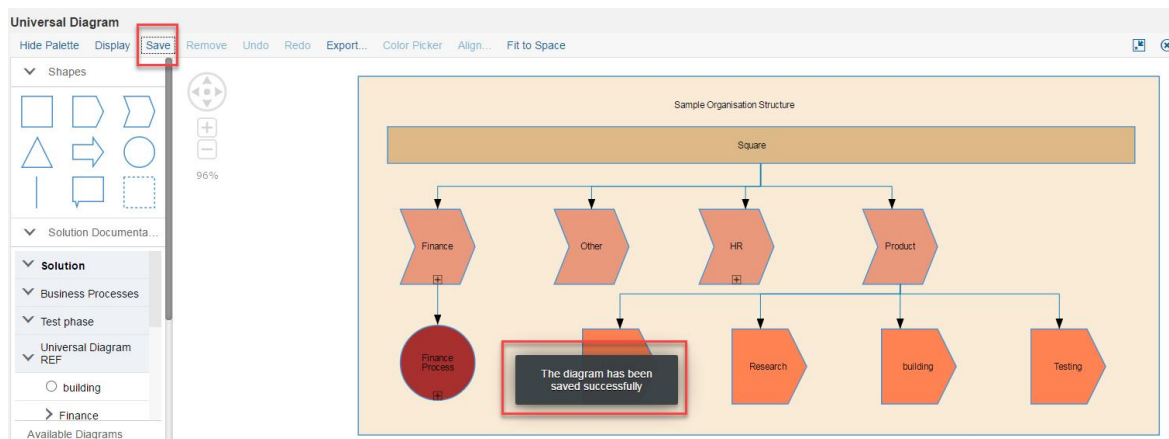 Universal Diagram
Hide Palette Display Save Remove Undo Redo Export... Color Picker Align... Fit to Space
Shapes
96%
Solution Documenta...
Solution
Business Processes
Test phase
Universal Diagram
REF
building
Finance
Available Diagrams
Sample Organisation Structure
Square
Finance
Other
HR
Product
Finance
Process
The diagram has been
saved successfully
Research
building
Testing